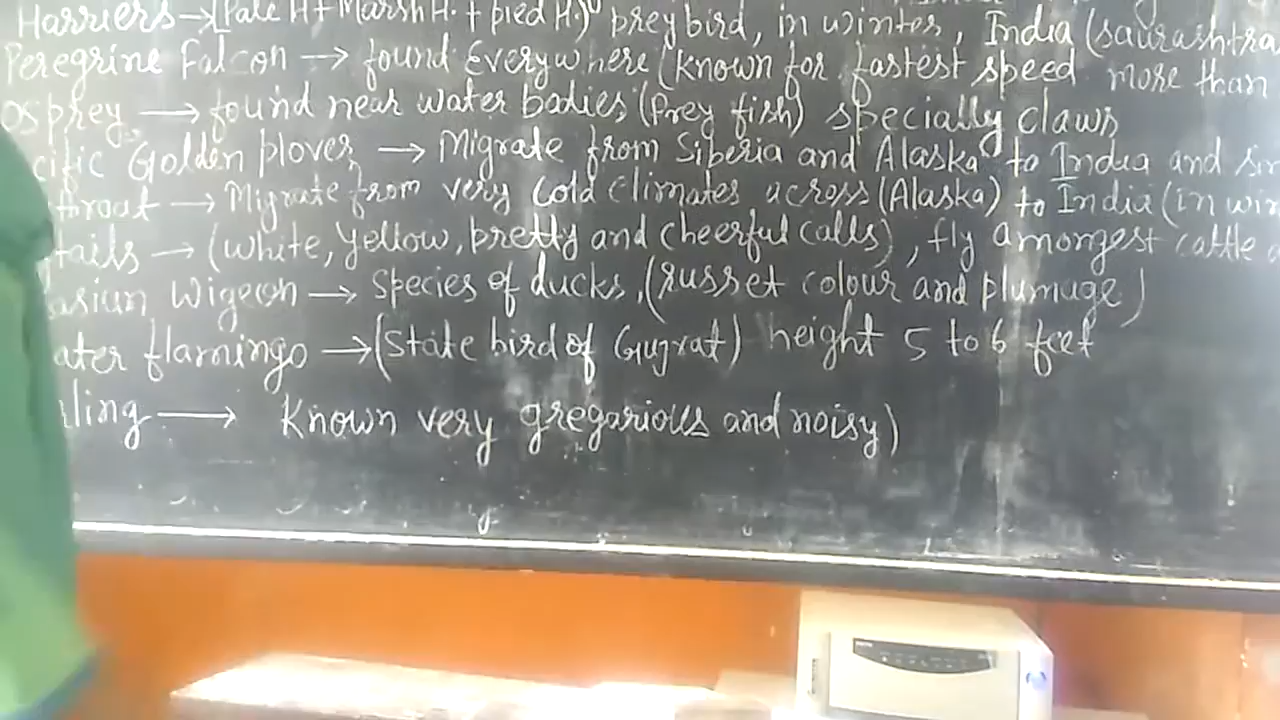 Harriers → (Pale H + Marsh H. + pied H.) prey bird, in winter, India (saurashtra
Peregrine Falcon → found Everywhere (known for fastest speed more than
osprey → found near water bodies (Prey fish) specially claws
cific Golden plover → Migrate from Siberia and Alaska to India and
throat → Migrate from very cold climates across (Alaska) to India (in win
tails → (white, yellow, pretty and cheerful calls), fly amongest cattle
asian Wigeon → species of ducks, (russet colour and plumage)
ater flamingo → (State bird of Gujrat) height 5 to 6 feet
ling → Known very gregarious and noisy)